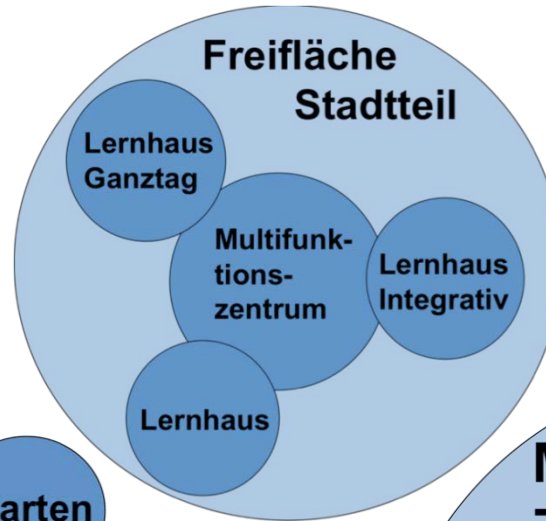 Freifläche
Stadtteil
Lernhaus
Ganztag
Multifunk-
tions-
zentrum
Lernhaus
Integrativ
Lernhaus
arten